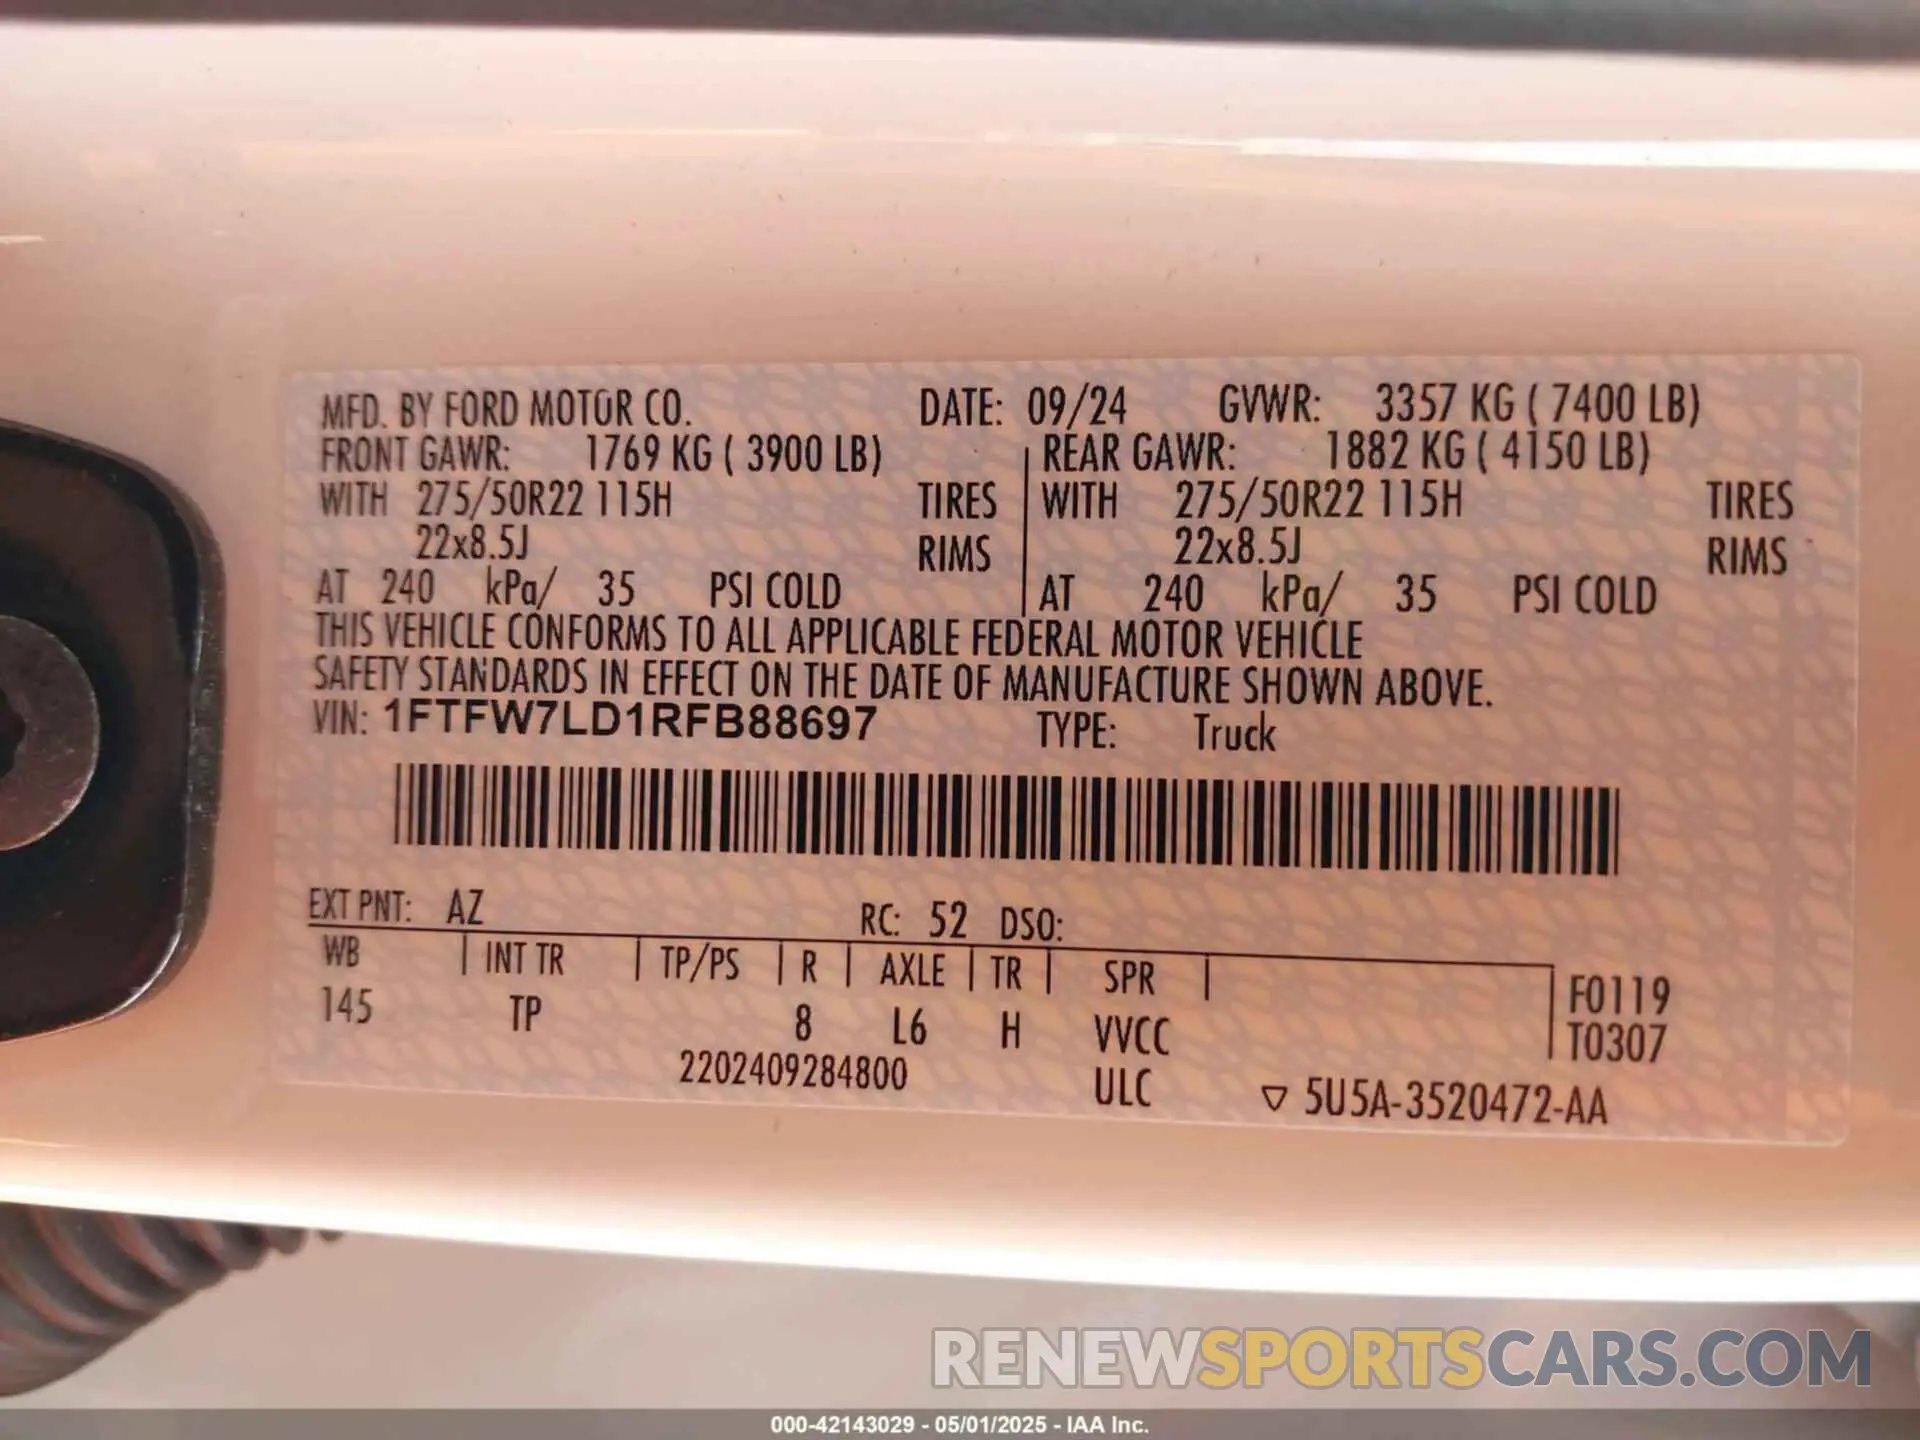 MFD. BY FORD MOTOR CO. DATE: 09/24 GVWR: 3357 KG ( 7400 LB)
FRONT GAWR: 1769 KG ( 3900 LB) REAR GAWR: 1882 KG ( 4150 LB)
WITH 275/50R22 115H TIRES WITH 275/50R22 115H TIRES
22x8.5J RIMS 22x8.5J RIMS
AT 240 kPa/ 35 PSI COLD AT 240 kPa/ 35 PSI COLD
THIS VEHICLE CONFORMS TO ALL APPLICABLE FEDERAL MOTOR VEHICLE
SAFETY STANDARDS IN EFFECT ON THE DATE OF MANUFACTURE SHOWN ABOVE.
VIN: 1FTFW7LD1RFB88697 TYPE: Truck
EXT PNT: AZ RC: 52 DSO:
WB INT TR TP/PS R AXLE TR SPR F0119
145 TP 8 L6 H VVCC T0307
2202409284800 ULC 5U5A-3520472-AA
RENEWSPORTSCARS.COM
000-42143029 - 05/01/2025 - IAA Inc.